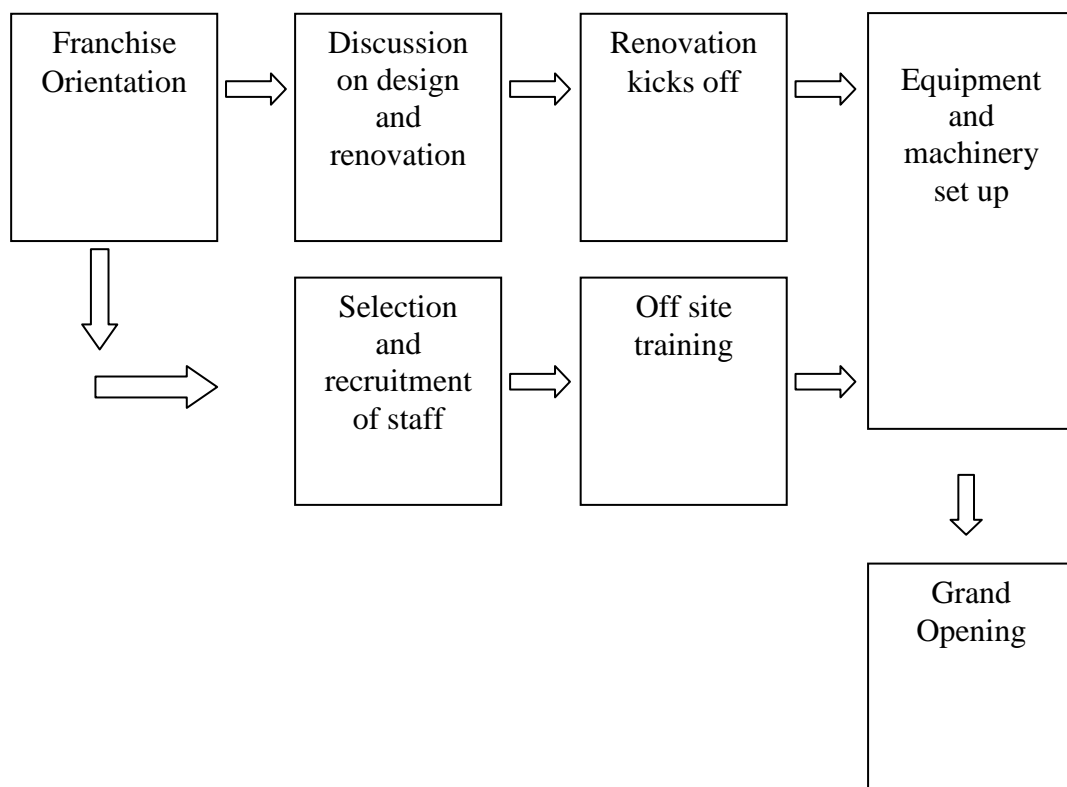 Franchise
Orientation
Discussion
on design
and
renovation
Renovation
kicks off
Equipment
and
machinery
set up
Selection
and
recruitment
of staff
Off site
training
Grand
Opening